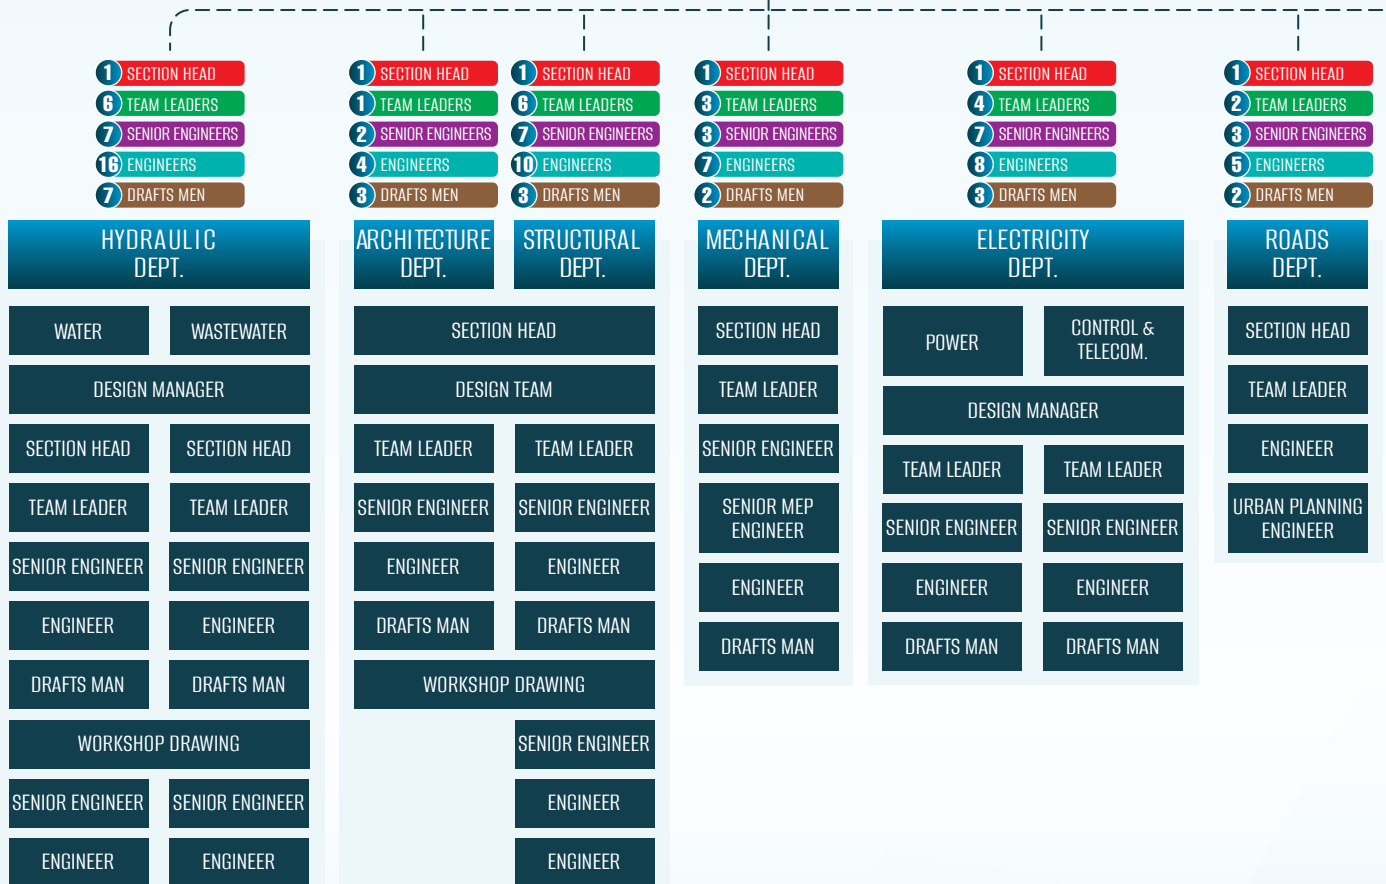 1 SECTION HEAD
6 TEAM LEADERS
7 SENIOR ENGINEERS
16 ENGINEERS
7 DRAFTS MEN
HYDRAULIC
DEPT.
WATER
WASTEWATER
DESIGN MANAGER
SECTION HEAD
SECTION HEAD
TEAM LEADER
TEAM LEADER
SENIOR ENGINEER
SENIOR ENGINEER
ENGINEER
ENGINEER
DRAFTS MAN
DRAFTS MAN
WORKSHOP DRAWING
SENIOR ENGINEER
SENIOR ENGINEER
ENGINEER
ENGINEER
1 SECTION HEAD
1 TEAM LEADERS
2 SENIOR ENGINEERS
4 ENGINEERS
3 DRAFTS MEN
ARCHITECTURE
DEPT.
1 SECTION HEAD
6 TEAM LEADERS
7 SENIOR ENGINEERS
10 ENGINEERS
3 DRAFTS MEN
STRUCTURAL
DEPT.
SECTION HEAD
DESIGN TEAM
TEAM LEADER
TEAM LEADER
SENIOR ENGINEER
SENIOR ENGINEER
ENGINEER
ENGINEER
DRAFTS MAN
DRAFTS MAN
WORKSHOP DRAWING
SENIOR ENGINEER
ENGINEER
ENGINEER
1 SECTION HEAD
3 TEAM LEADERS
3 SENIOR ENGINEERS
7 ENGINEERS
2 DRAFTS MEN
MECHANICAL
DEPT.
SECTION HEAD
TEAM LEADER
SENIOR ENGINEER
SENIOR MEP
ENGINEER
ENGINEER
DRAFTS MAN
1 SECTION HEAD
4 TEAM LEADERS
7 SENIOR ENGINEERS
8 ENGINEERS
3 DRAFTS MEN
ELECTRICITY
DEPT.
POWER
CONTROL &
TELECOM.
DESIGN MANAGER
TEAM LEADER
TEAM LEADER
SENIOR ENGINEER
SENIOR ENGINEER
ENGINEER
ENGINEER
DRAFTS MAN
DRAFTS MAN
1 SECTION HEAD
2 TEAM LEADERS
3 SENIOR ENGINEERS
5 ENGINEERS
2 DRAFTS MEN
ROADS
DEPT.
SECTION HEAD
TEAM LEADER
ENGINEER
URBAN PLANNING
ENGINEER